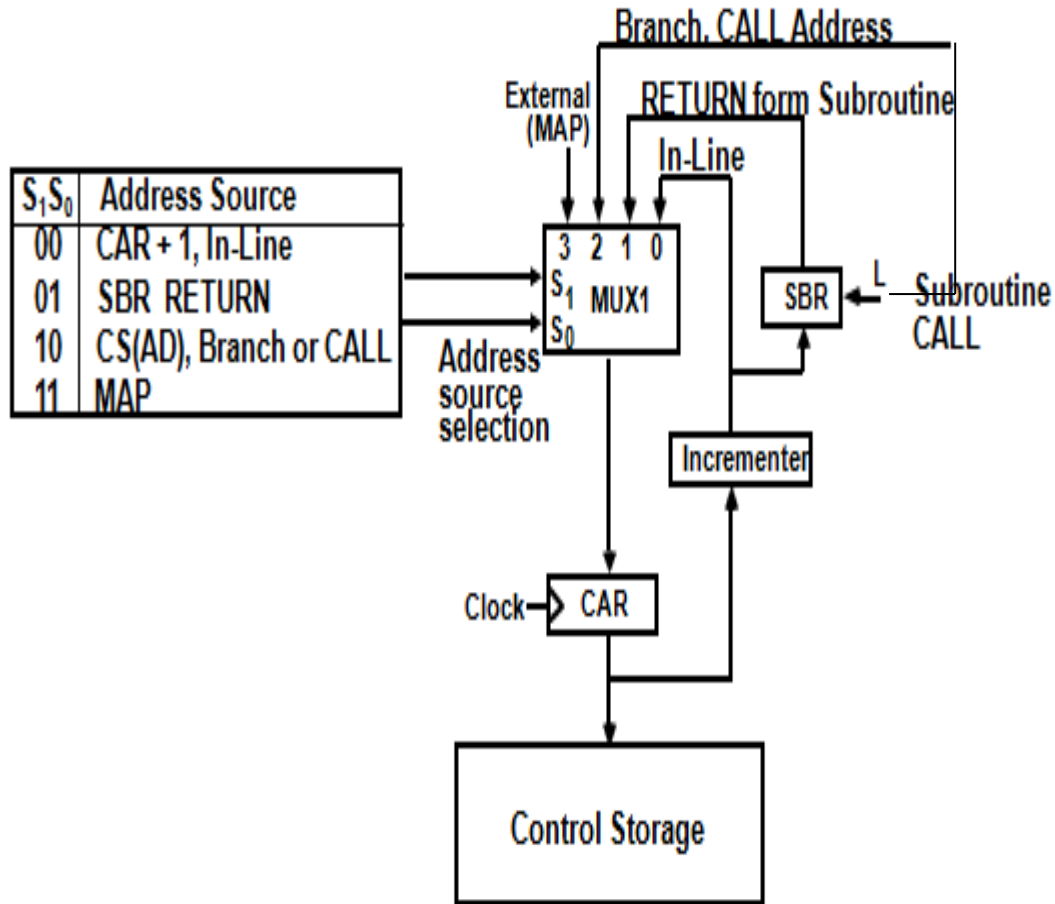 Branch, CALL Address
External
(MAP)
RETURN form Subroutine
In-Line
S1S0 Address Source
00 CAR + 1, In-Line
01 SBR RETURN
10 CS(AD), Branch or CALL
11 MAP
3 2 1 0
S1
MUX1
S0
Address
source
selection
SBR
L
Subroutine
CALL
Incrementer
Clock
CAR
Control Storage